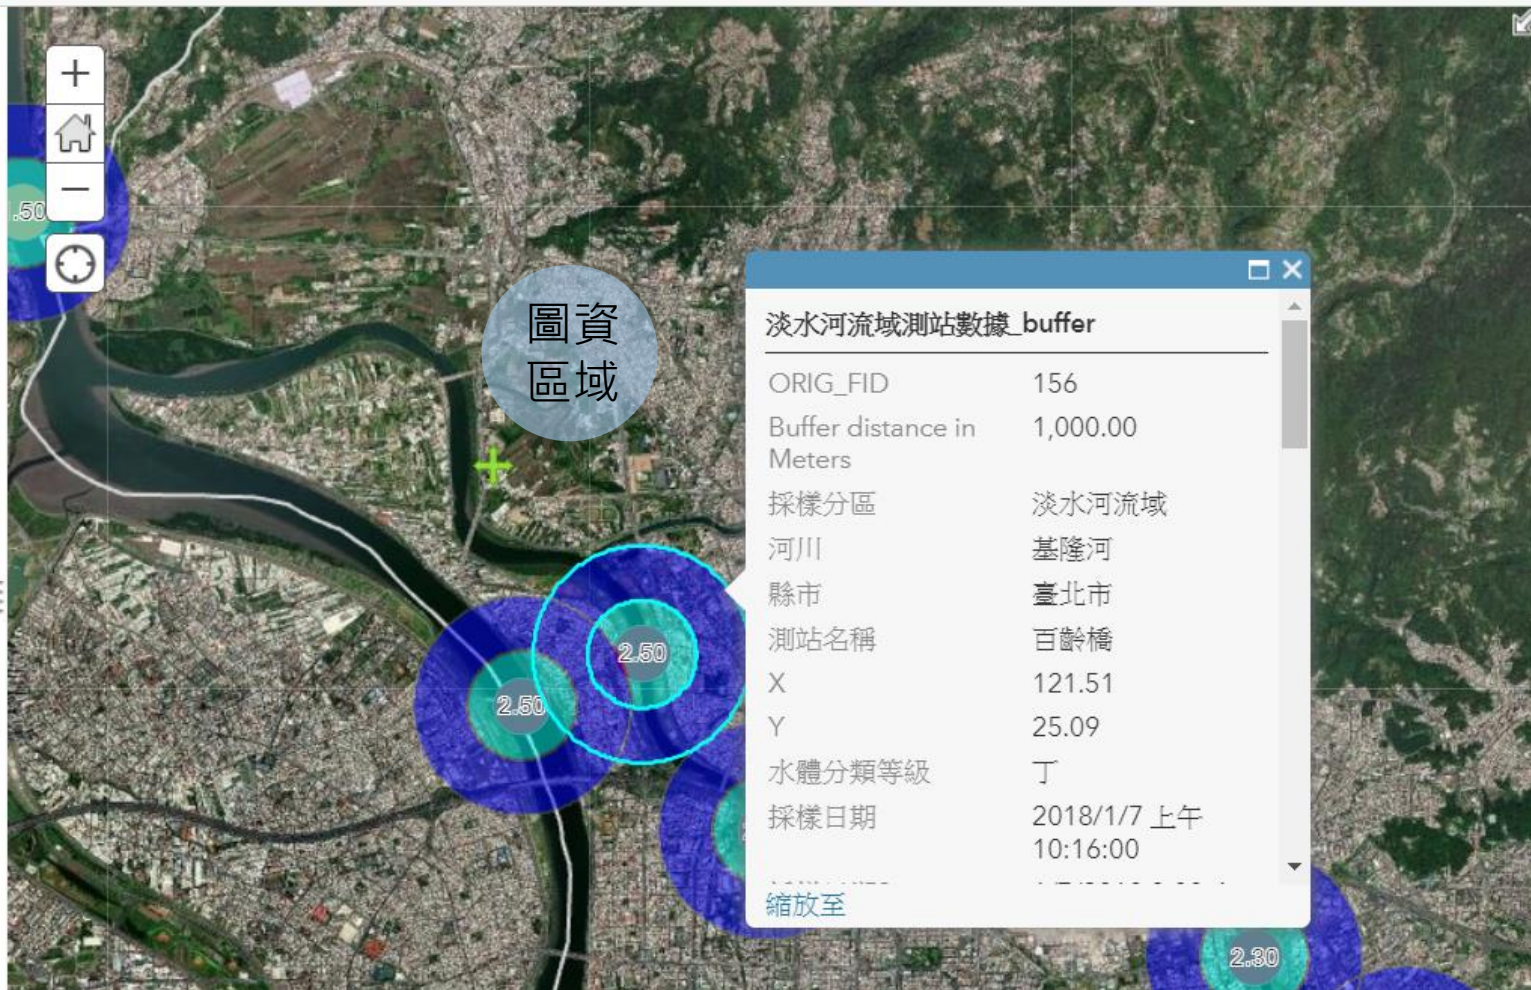 .50
圖資
區域
淡水河流域測站數據_buffer
ORIG_FID 156
Buffer distance in 1,000.00
Meters
採樣分區 淡水河流域
河川 基隆河
縣市 臺北市
測站名稱 百齡橋
X 121.51
Y 25.09
水體分類等級 丁
採樣日期 2018/1/7 上午
10:16:00
縮放至
2.50
2.50
2.30